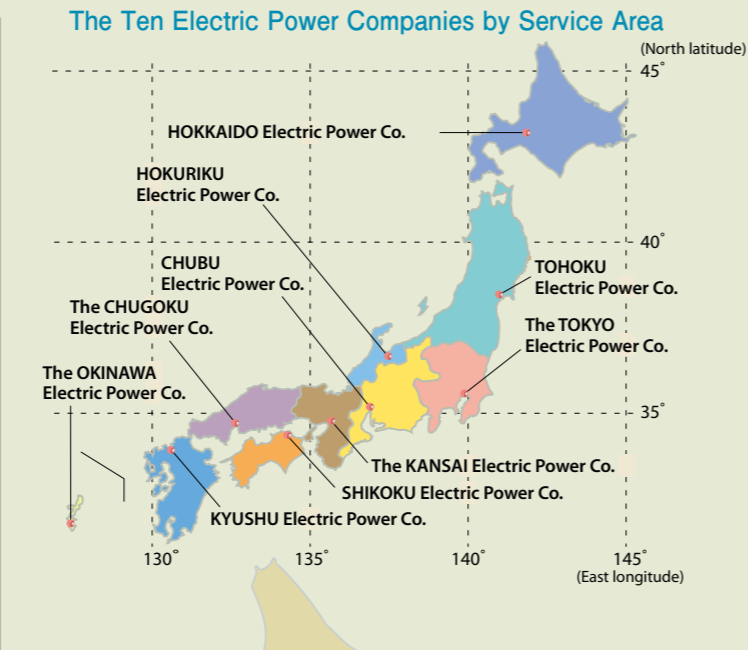 The Ten Electric Power Companies by Service Area
(North latitude)
45°
HOKKAIDO Electric Power Co.
HOKURIKU
Electric Power Co.
40°
CHUBU
Electric Power Co.
TOHOKU
Electric Power Co.
The CHUGOKU
Electric Power Co.
The TOKYO
Electric Power Co.
The OKINAWA
Electric Power Co.
35°
The KANSAI Electric Power Co.
SHIKOKU Electric Power Co.
KYUSHU Electric Power Co.
130°
135°
140°
145°
(East longitude)